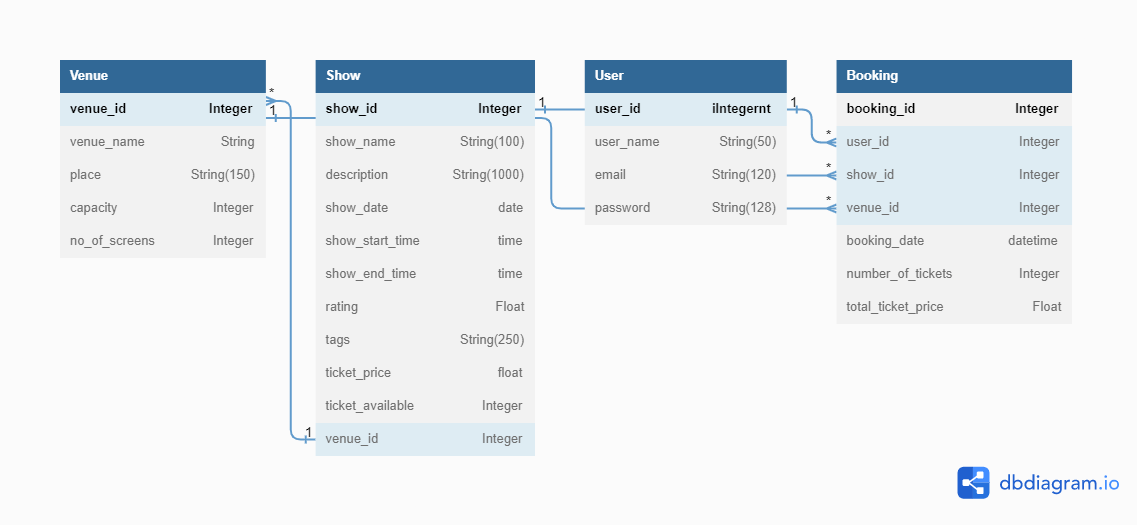 Venue
venue_id Integer
venue_name String
place String(150)
capacity Integer
no_of_screens Integer
*
1
1
Show
show_id Integer
show_name String(100)
description String(1000)
show_date date
show_start_time time
show_end_time time
rating Float
tags String(250)
ticket_price float
ticket_available Integer
venue_id Integer
1
User
user_id iIntegernt
user_name String(50)
email String(120)
password String(128)
1
*
*
*
Booking
booking_id Integer
user_id Integer
show_id Integer
venue_id Integer
booking_date datetime
number_of_tickets Integer
total_ticket_price Float
dbdiagram.io